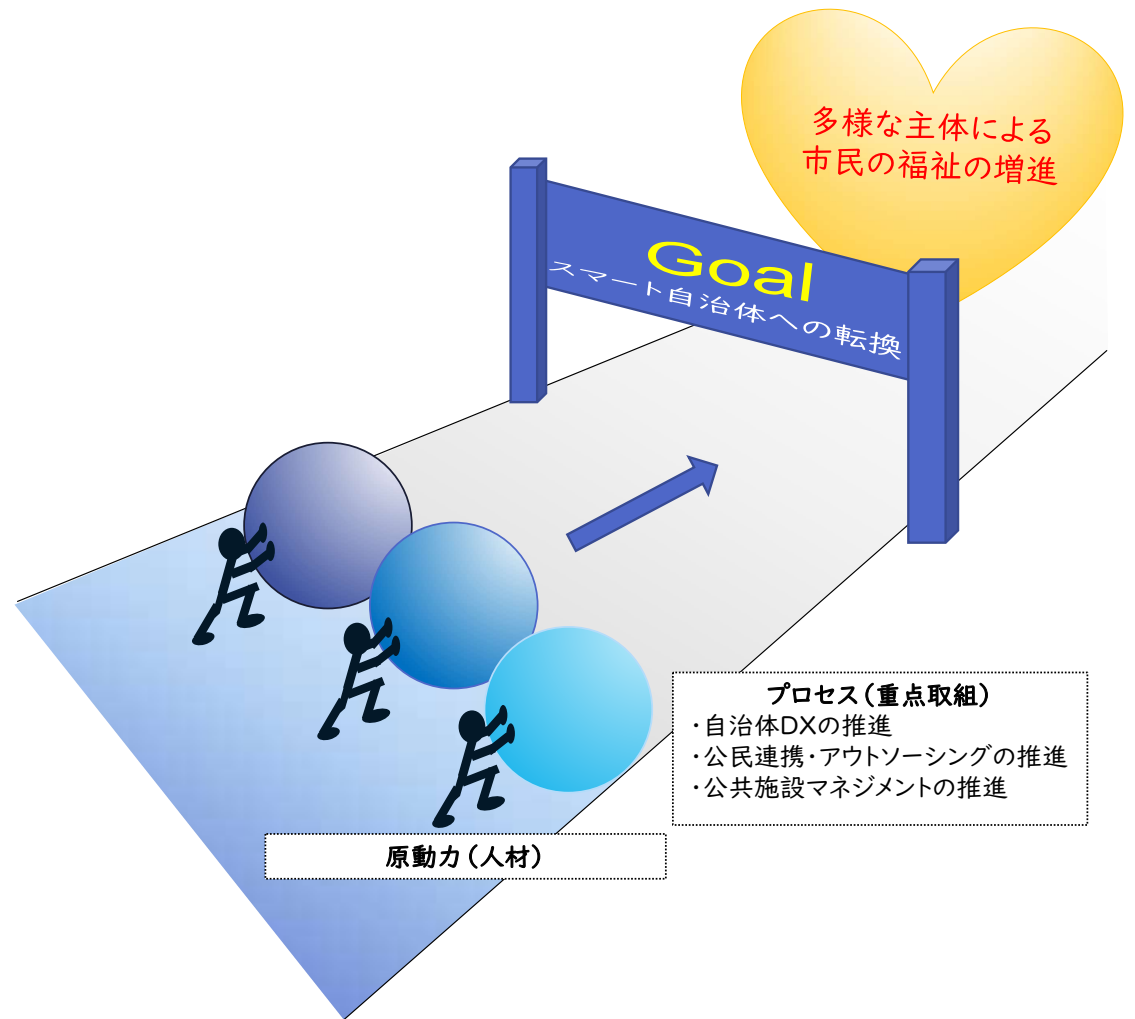 多様な主体による
市民の福祉の増進
Goal
スマート自治体への転換
プロセス（重点取組）
・自治体DXの推進
・公民連携・アウトソーシングの推進
・公共施設マネジメントの推進
原動力（人材）